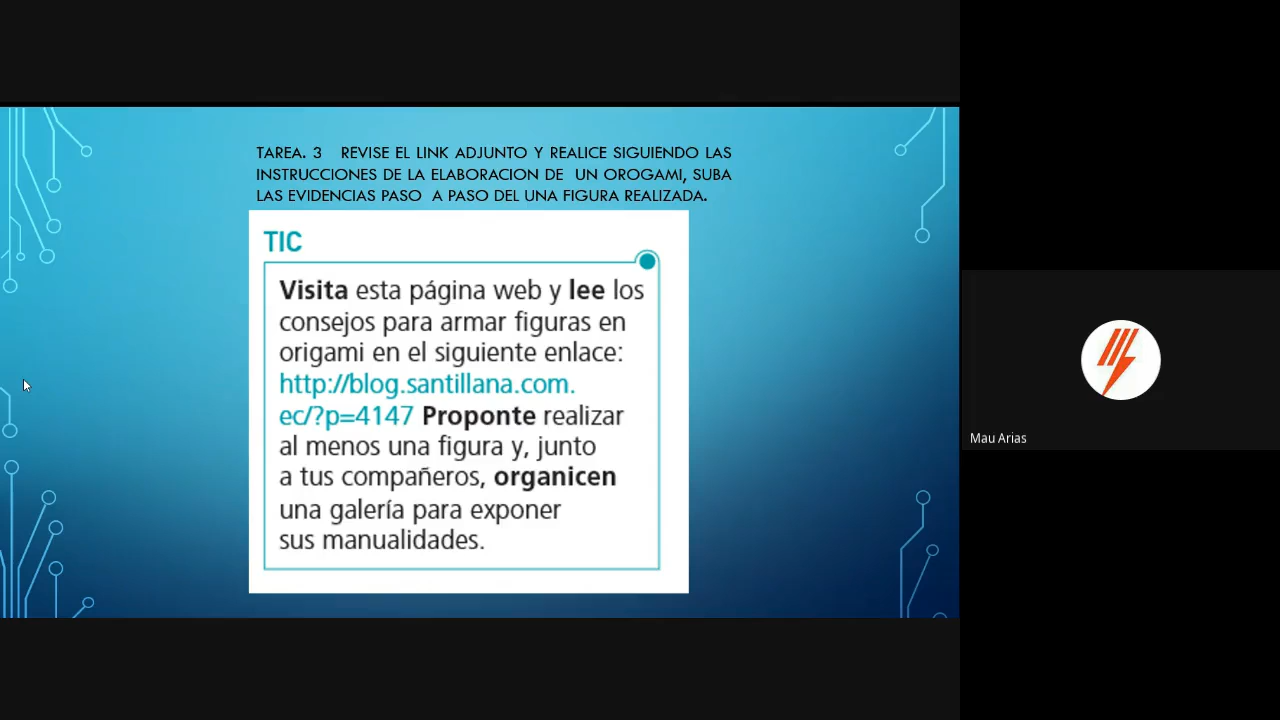 TAREA. 3 REVISE EL LINK ADJUNTO Y REALICE SIGUIENDO LAS
INSTRUCCIONES DE LA ELABORACION DE UN OROGAMI, SUBA
LAS EVIDENCIAS PASO A PASO DEL UNA FIGURA REALIZADA.
TIC
Visita esta página web y lee los
consejos para armar figuras en
origami en el siguiente enlace:
http://blog.santillana.com.
ec/?p=4147 Proponte realizar
al menos una figura y, junto
a tus compañeros, organicen
una galería para exponer
sus manualidades.
Mau Arias